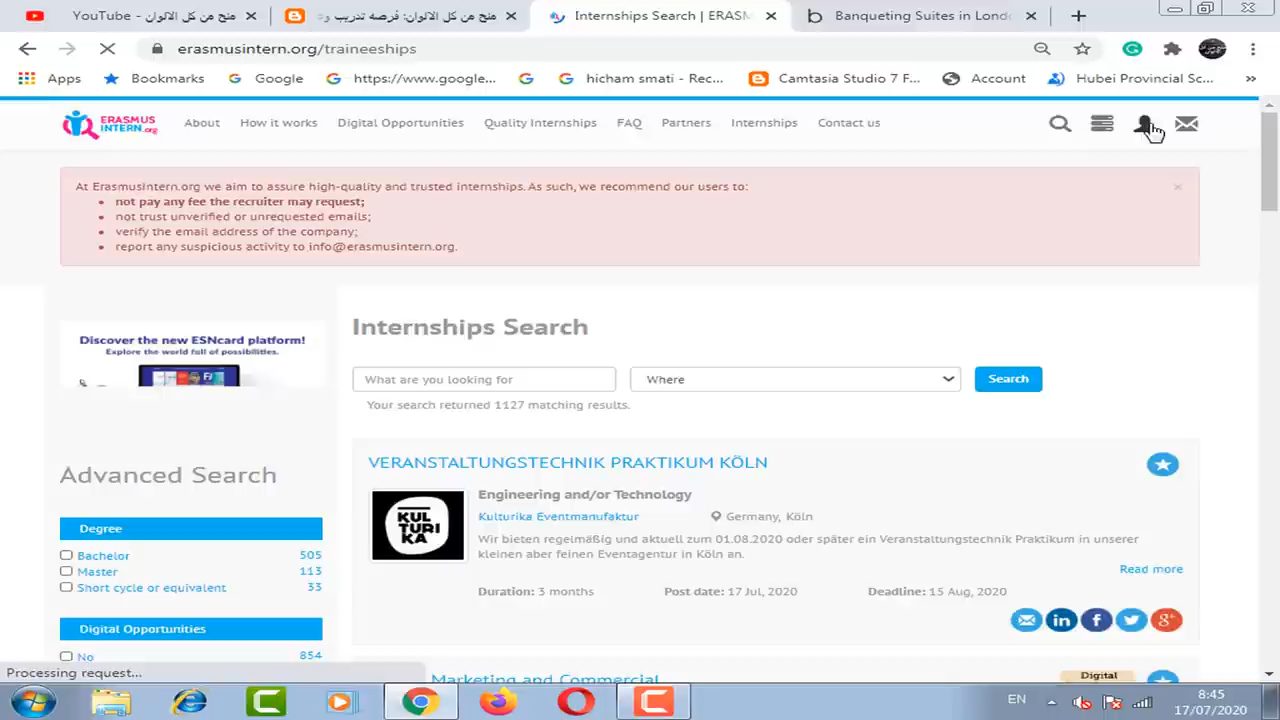 YouTube - منح من كل الالوان
منح من كل الالوان: فرصه تدريب و
Internships Search | ERASM
Banqueting Suites in Londo
erasmusintern.org/traineeships
Apps
Bookmarks
Google
https://www.google...
hicham smati - Rec...
Camtasia Studio 7 F...
Account
Hubei Provincial Sc...
»
ERASMUS
INTERN.org
About
How it works
Digital Opportunities
Quality Internships
FAQ
Partners
Internships
Contact us
At ErasmusIntern.org we aim to assure high-quality and trusted internships. As such, we recommend our users to:
• not pay any fee the recruiter may request;
• not trust unverified or unrequested emails;
• verify the email address of the company;
• report any suspicious activity to info@erasmusintern.org.
Discover the new ESNcard platform!
Explore the world full of possibilities.
Internships Search
What are you looking for
Where
Search
Your search returned 1127 matching results.
Advanced Search
Degree
Bachelor 505
Master 113
Short cycle or equivalent 33
Digital Opportunities
No 854
VERANSTALTUNGSTECHNIK PRAKTIKUM KÖLN
KUL
TURI
KA
Engineering and/or Technology
Kulturika Eventmanufaktur
Germany, Köln
Wir bieten regelmäßig und aktuell zum 01.08.2020 oder später ein Veranstaltungstechnik Praktikum in unserer
kleinen aber feinen Eventagentur in Köln an.
Read more
Duration: 3 months
Post date: 17 Jul, 2020
Deadline: 15 Aug, 2020
Marketing and Commercial
Digital
Processing request...
EN
8:45
17/07/2020